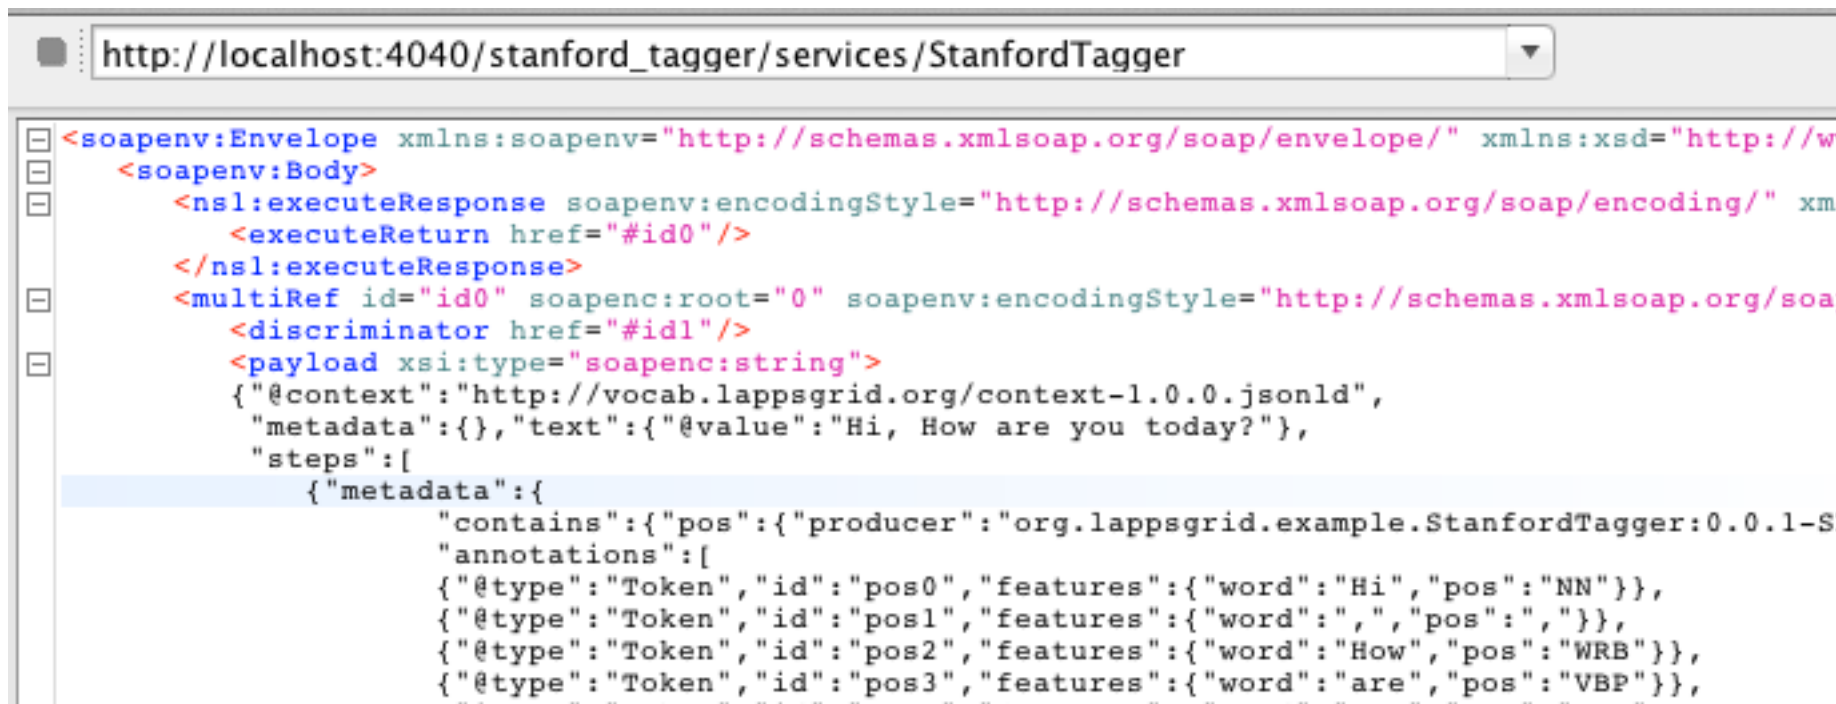 http://localhost:4040/stanford_tagger/services/StanfordTagger
<soapenv:Envelope xmlns:soapenv="http://schemas.xmlsoap.org/soap/envelope/" xmlns:xsd="http://w
<soapenv:Body>
<ns1:executeResponse soapenv:encodingStyle="http://schemas.xmlsoap.org/soap/encoding/" xm
<executeReturn href="#id0"/>
</ns1:executeResponse>
<multiRef id="id0" soapenc:root="0" soapenv:encodingStyle="http://schemas.xmlsoap.org/soa
<discriminator href="#id1"/>
<payload xsi:type="soapenc:string">
{"@context":"http://vocab.lappsgrid.org/context-1.0.0.jsonld",
"metadata":{},"text":{"@value":"Hi, How are you today?"},
"steps":[
{"metadata":{
"contains":{"pos":{"producer":"org.lappsgrid.example.StanfordTagger:0.0.1-S
"annotations":[
{"@type":"Token","id":"pos0","features":{"word":"Hi","pos":"NN"}},
{"@type":"Token","id":"pos1","features":{"word":",","pos":","}},
{"@type":"Token","id":"pos2","features":{"word":"How","pos":"WRB"}},
{"@type":"Token","id":"pos3","features":{"word":"are","pos":"VBP"}},